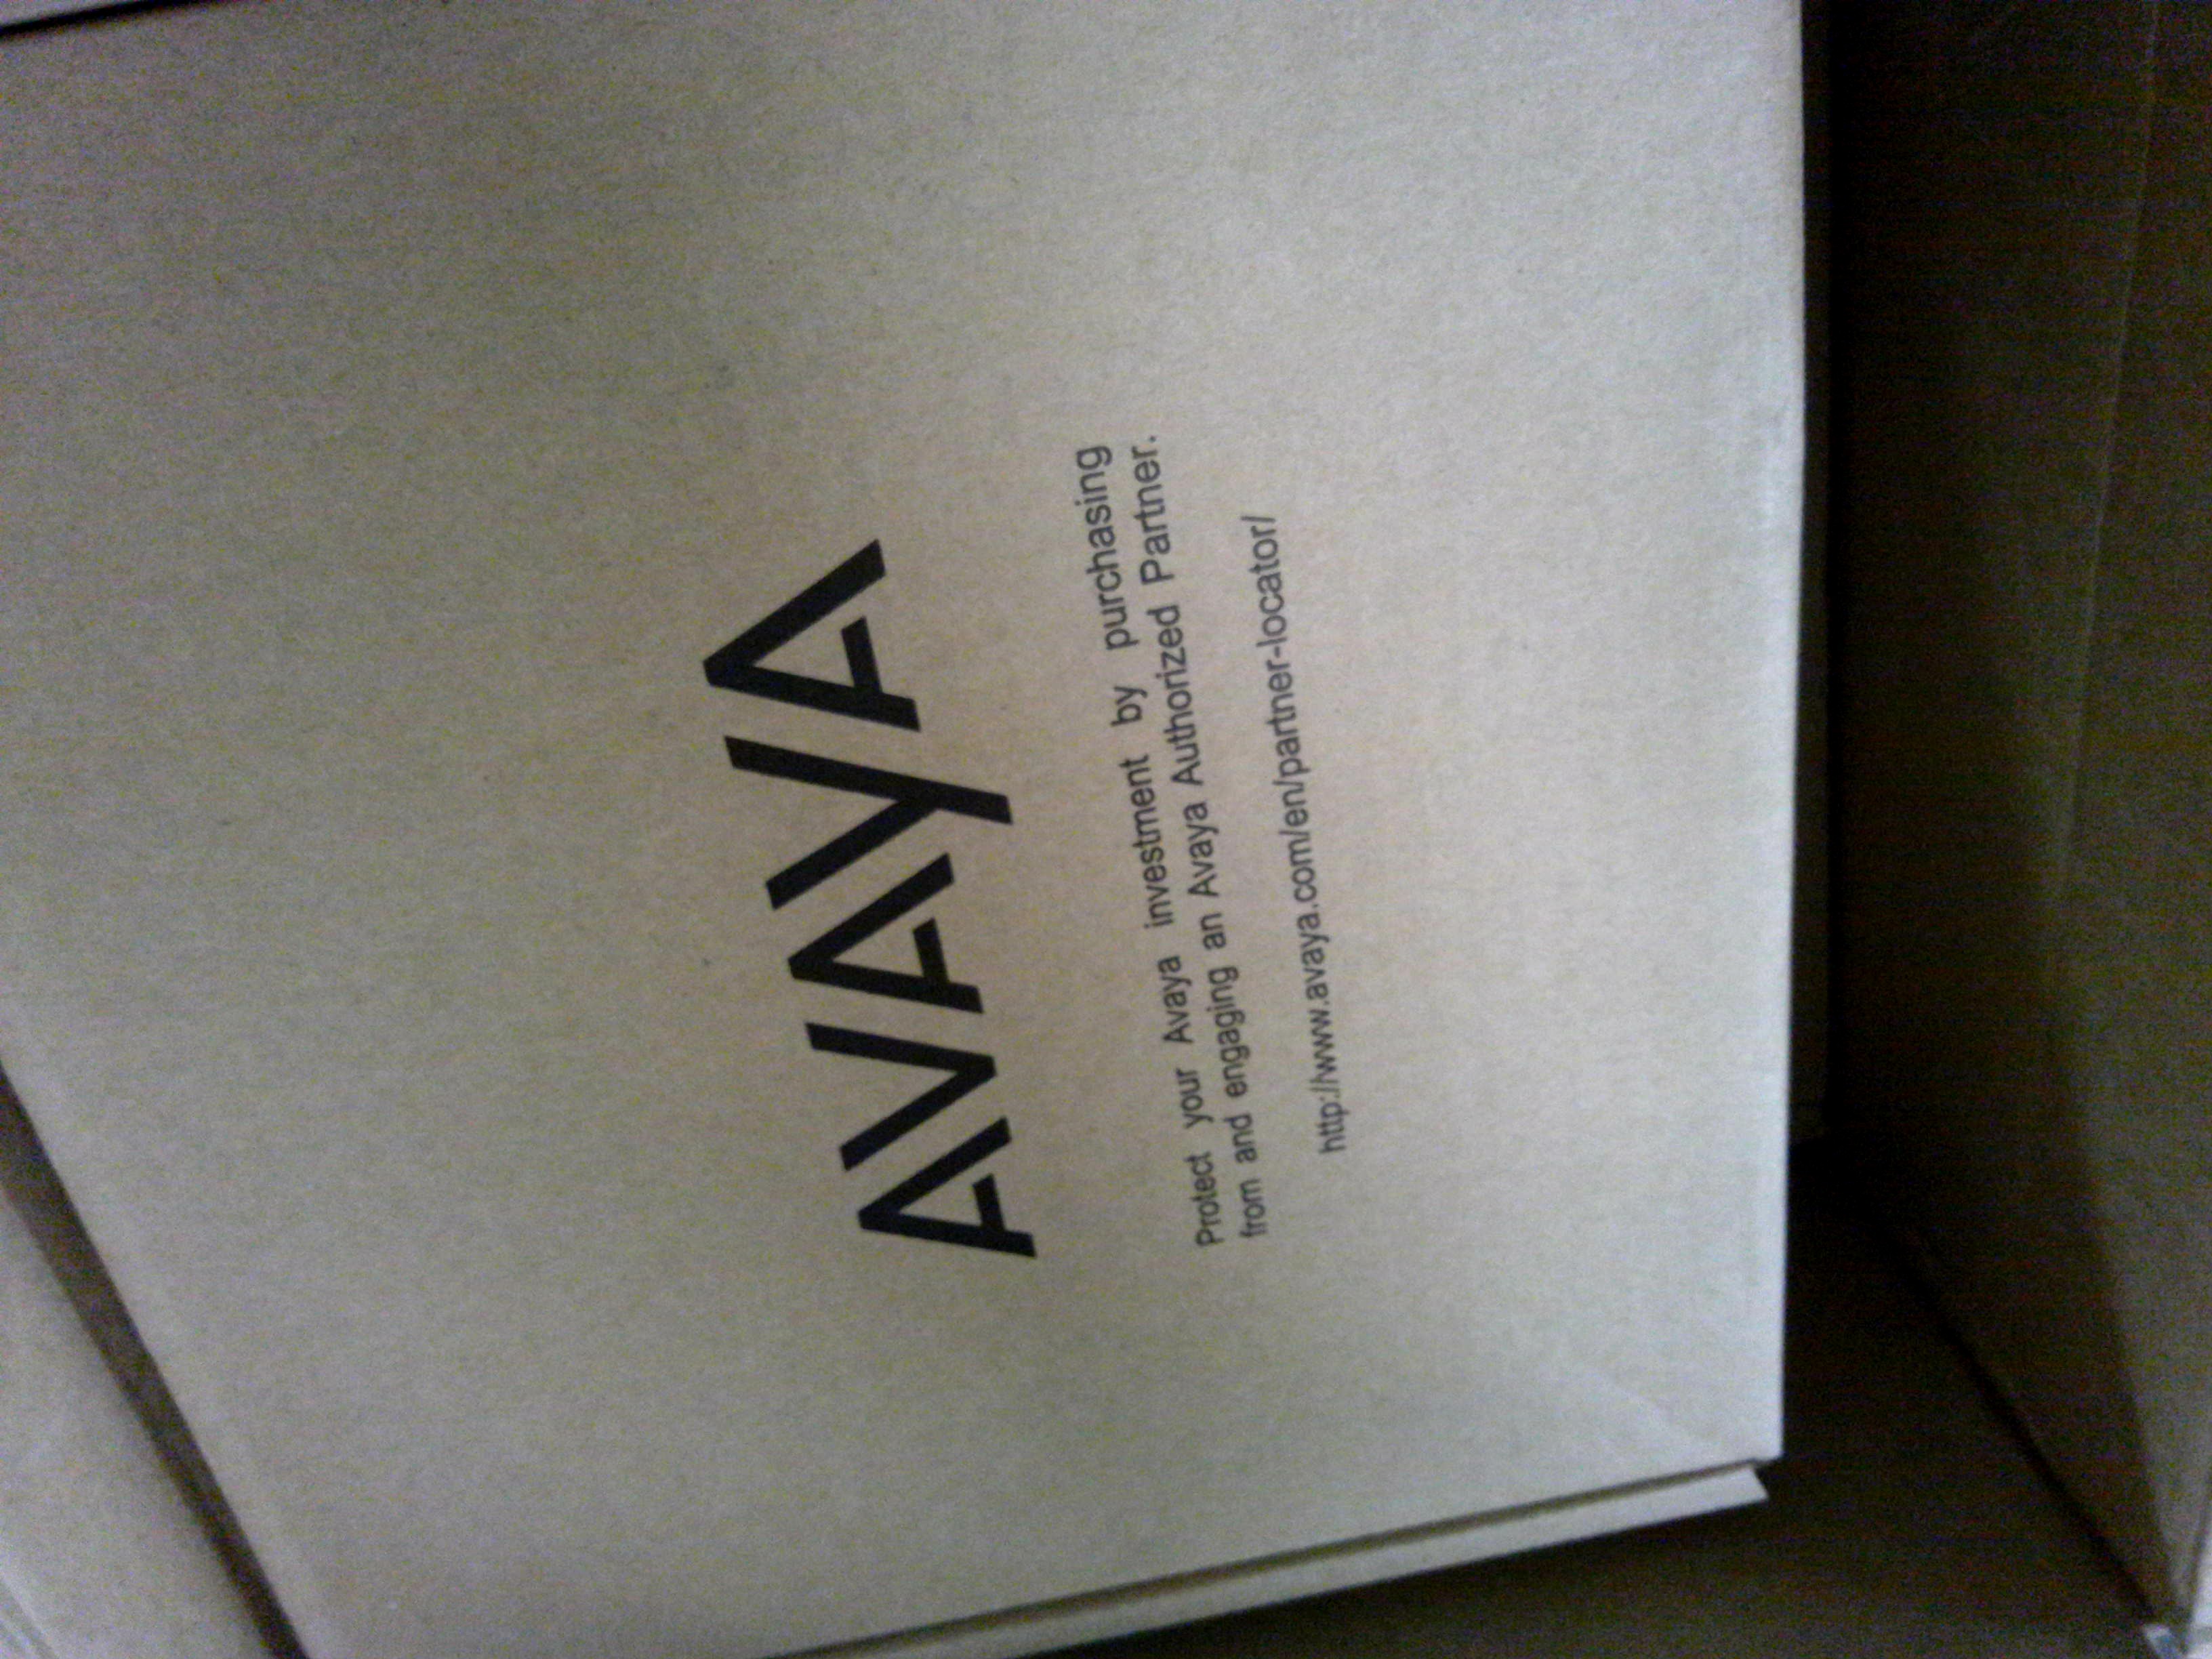 AVAYA
Protect your Avaya investment by purchasing
from and engaging an Avaya Authorized Partner.
http://www.avaya.com/en/partner-locator/